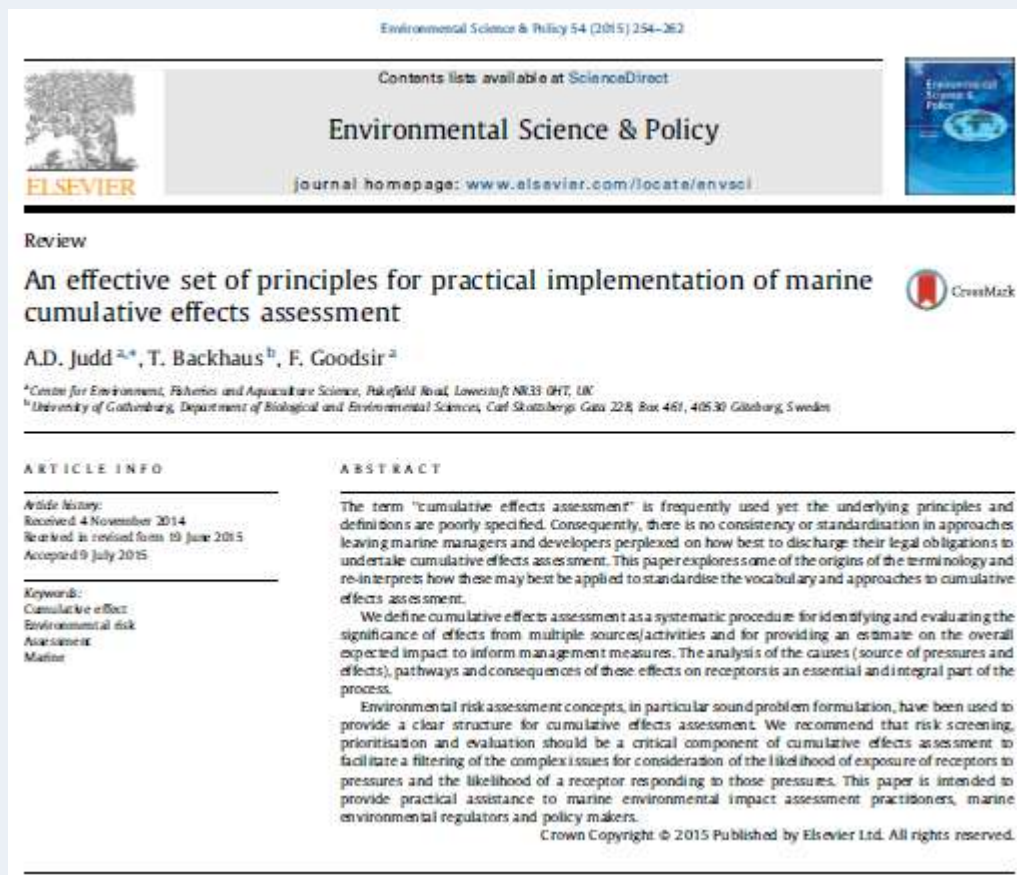 Environmental Science & Policy 54 (2015) 254–262
Contents lists available at ScienceDirect
Environmental Science & Policy
journal homepage: www.elsevier.com/locate/envsci
ELSEVIER
Environmental
Science &
Policy
Review
An effective set of principles for practical implementation of marine
cumulative effects assessment
CrossMark
A.D. Judd a,*, T. Backhaus b, F. Goodsir a
a Centre for Environment, Fisheries and Aquaculture Science, Pakefield Road, Lowestoft NR33 0HT, UK
b University of Gothenburg, Department of Biological and Environmental Sciences, Carl Skottsbergs Gata 22B, Box 461, 40530 Göteborg, Sweden
ARTICLE INFO
Article history:
Received 4 November 2014
Received in revised form 19 June 2015
Accepted 9 July 2015
Keywords:
Cumulative effect
Environmental risk
Assessment
Marine
ABSTRACT
The term "cumulative effects assessment" is frequently used yet the underlying principles and
definitions are poorly specified. Consequently, there is no consistency or standardisation in approaches
leaving marine managers and developers perplexed on how best to discharge their legal obligations to
undertake cumulative effects assessment. This paper explores some of the origins of the terminology and
re-interprets how these may best be applied to standardise the vocabulary and approaches to cumulative
effects assessment.
We define cumulative effects assessment as a systematic procedure for identifying and evaluating the
significance of effects from multiple sources/activities and for providing an estimate on the overall
expected impact to inform management measures. The analysis of the causes (source of pressures and
effects), pathways and consequences of these effects on receptors is an essential and integral part of the
process.
Environmental risk assessment concepts, in particular sound problem formulation, have been used to
provide a clear structure for cumulative effects assessment. We recommend that risk screening,
prioritisation and evaluation should be a critical component of cumulative effects assessment to
facilitate a filtering of the complex issues for consideration of the likelihood of exposure of receptors to
pressures and the likelihood of a receptor responding to those pressures. This paper is intended to
provide practical assistance to marine environmental impact assessment practitioners, marine
environmental regulators and policy makers.
Crown Copyright © 2015 Published by Elsevier Ltd. All rights reserved.